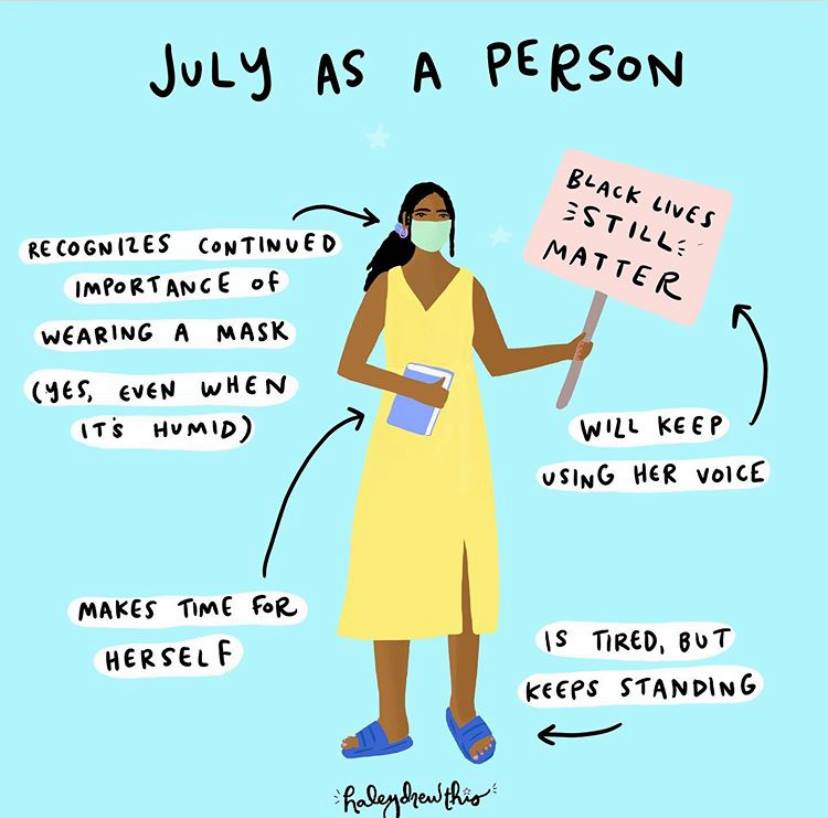 JULY AS A PERSON
BLACK LIVES
STILL
MATTER
RECOGNIZES CONTINUED
IMPORTANCE OF
WEARING A MASK
(YES, EVEN WHEN
IT'S HUMID)
WILL KEEP
USING HER VOICE
MAKES TIME FOR
HERSELF
IS TIRED, BUT
KEEPS STANDING
haleydrewthis